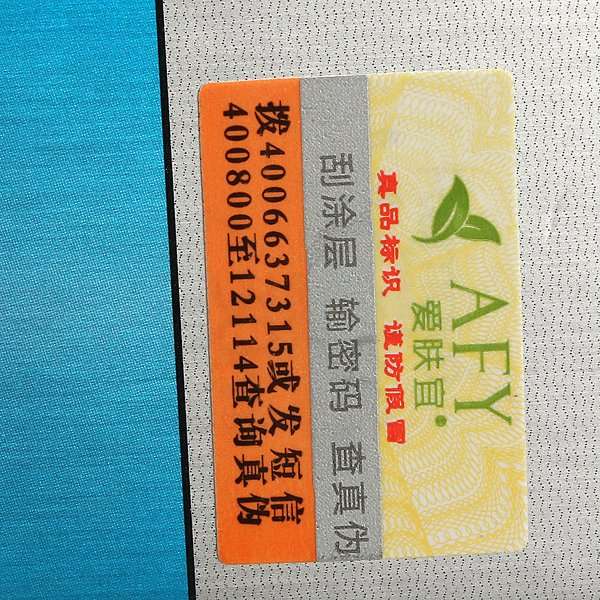 AFY
爱肤宜
真品标识 谨防假冒
刮涂层 输密码 查真伪
拨4006637315或发短信
400800至12114查询真伪